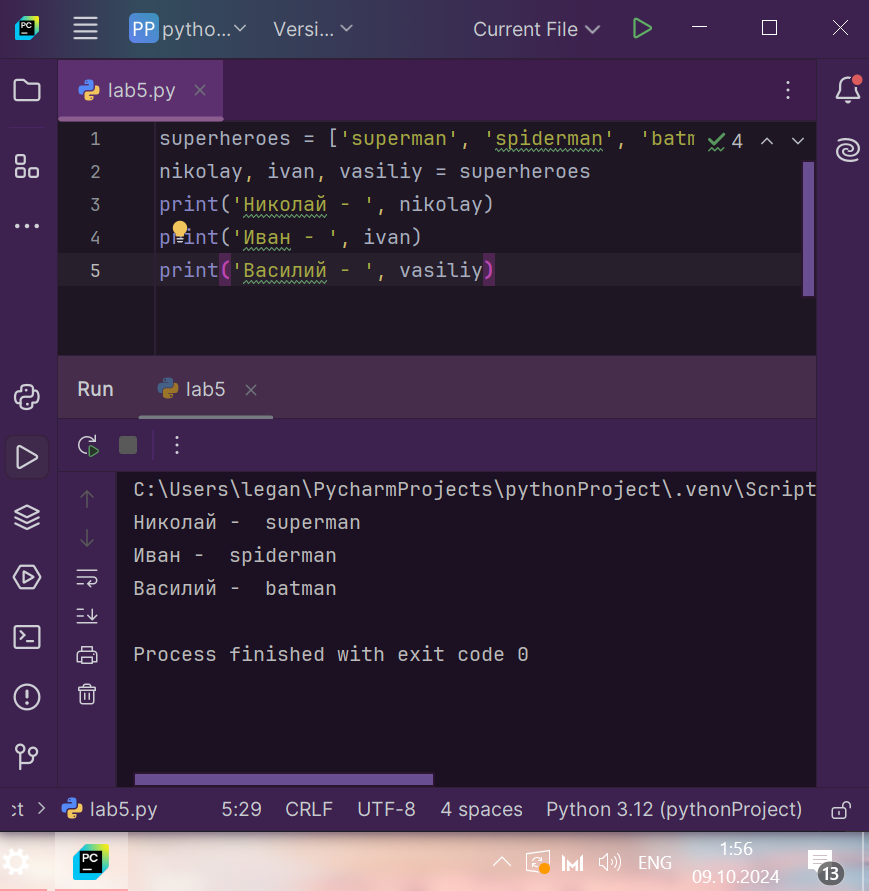 PP pytho... Versi... Current File
lab5.py
4
1 superheroes = ['superman', 'spiderman', 'batm
2 nikolay, ivan, vasiliy = superheroes
3 print('Николай - ', nikolay)
4 print('Иван - ', ivan)
5 print('Василий - ', vasiliy)
Run lab5
C:\Users\legan\PycharmProjects\pythonProject\.venv\Script
Николай -  superman
Иван -  spiderman
Василий -  batman
Process finished with exit code 0
ct > lab5.py 5:29 CRLF UTF-8 4 spaces Python 3.12 (pythonProject)
PC ENG 1:56
09.10.2024 13